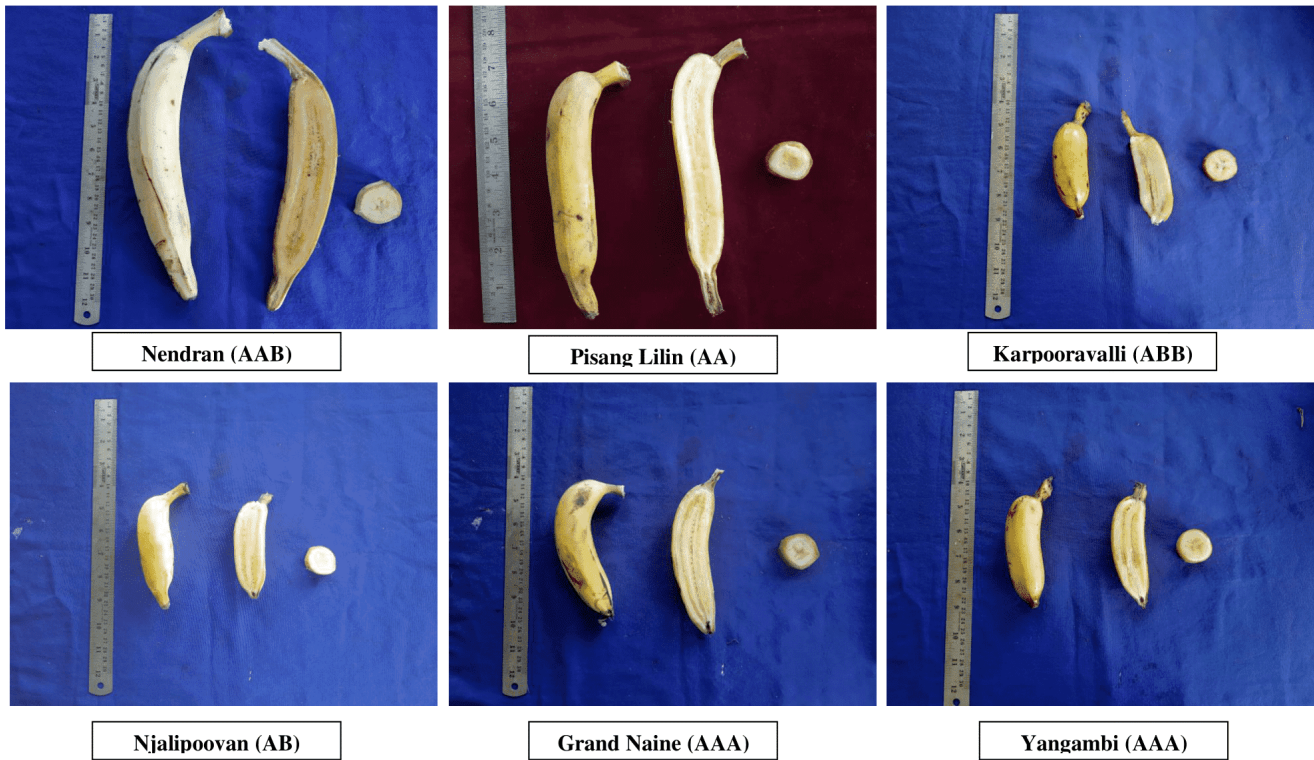 Nendran (AAB)
Pisang Lilin (AA)
Karpooravalli (ABB)
Njalipoovan (AB)
Grand Naine (AAA)
Yangambi (AAA)